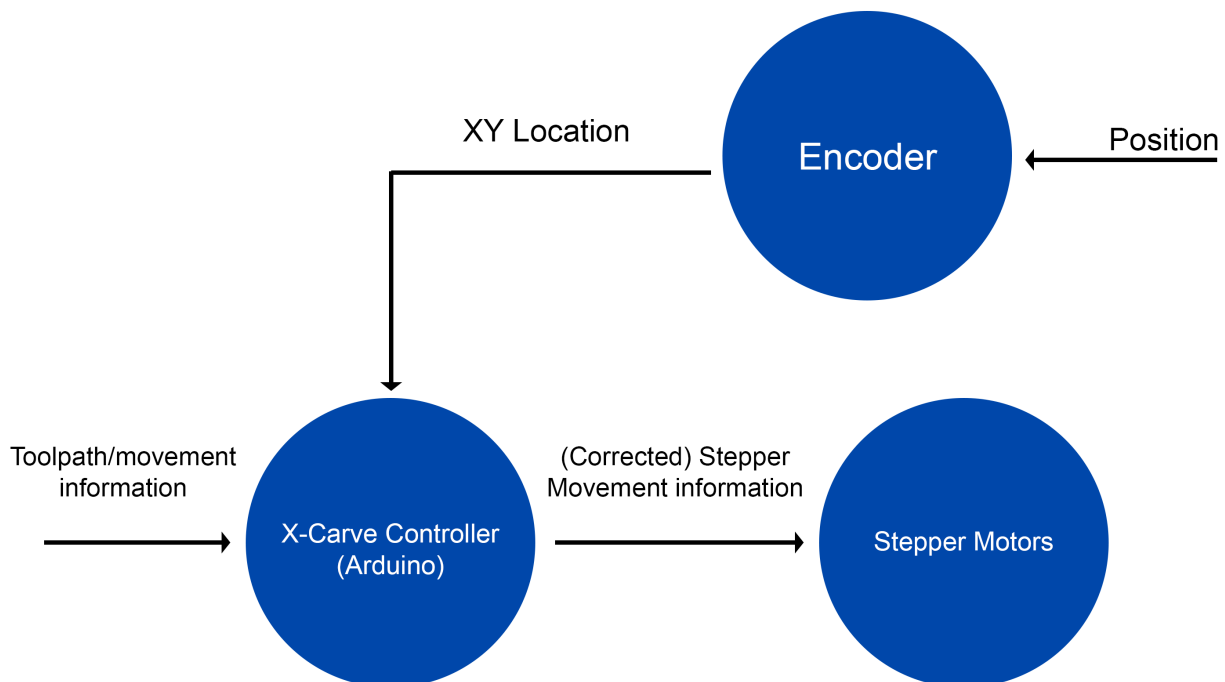 XY Location
Encoder
Position
Toolpath/movement
information
X-Carve Controller
(Arduino)
(Corrected) Stepper
Movement information
Stepper Motors